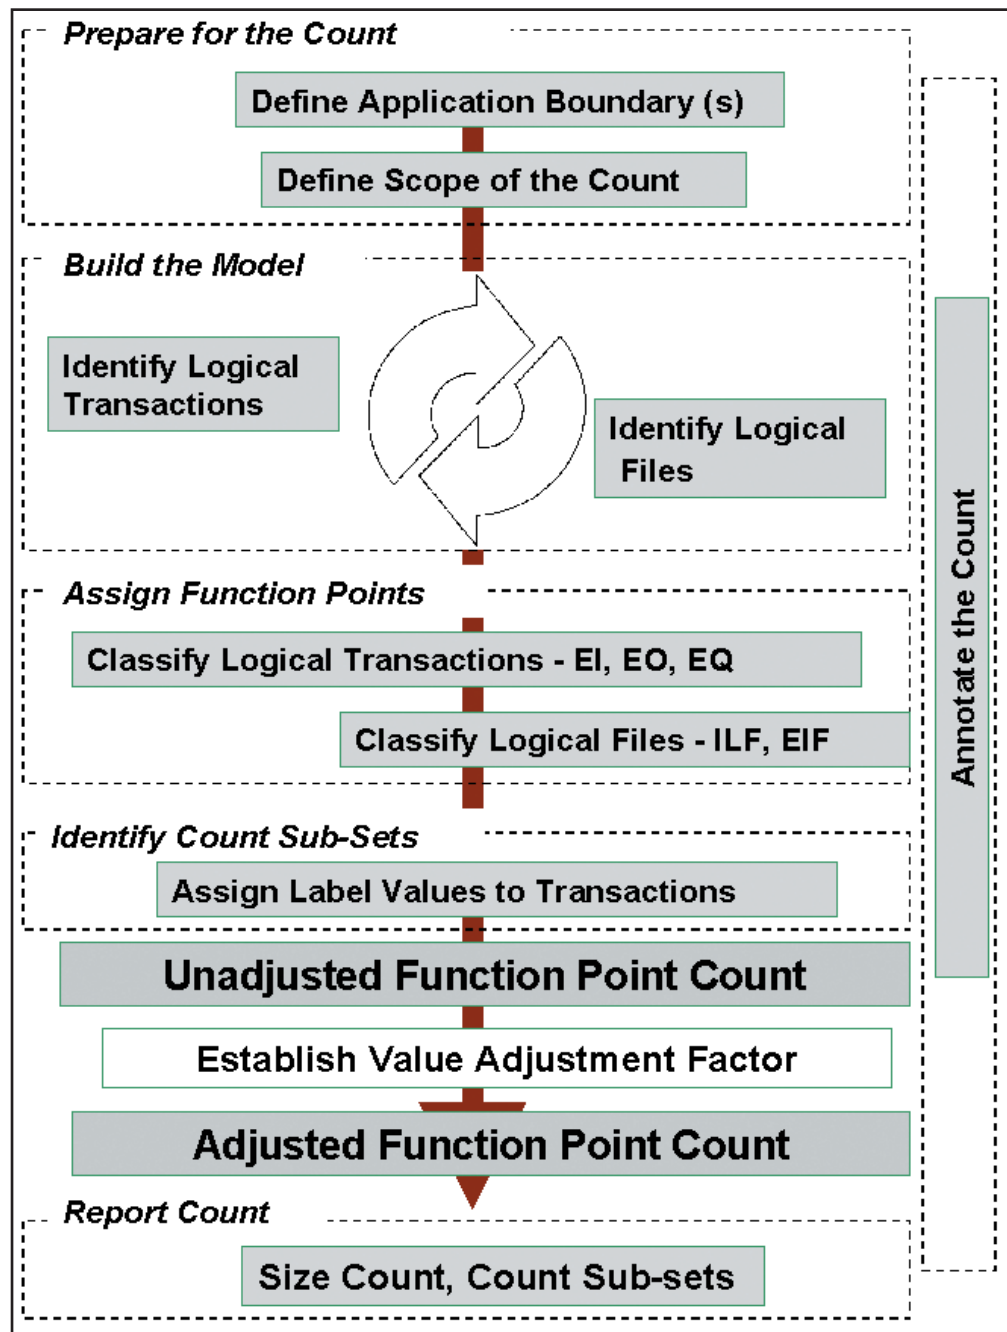 Prepare for the Count
Define Application Boundary (s)
Define Scope of the Count
Build the Model
Identify Logical
Transactions
Identify Logical
Files
Assign Function Points
Classify Logical Transactions - EI, EO, EQ
Classify Logical Files - ILF, EIF
Identify Count Sub-Sets
Assign Label Values to Transactions
Unadjusted Function Point Count
Establish Value Adjustment Factor
Adjusted Function Point Count
Report Count
Size Count, Count Sub-sets
Annotate the Count